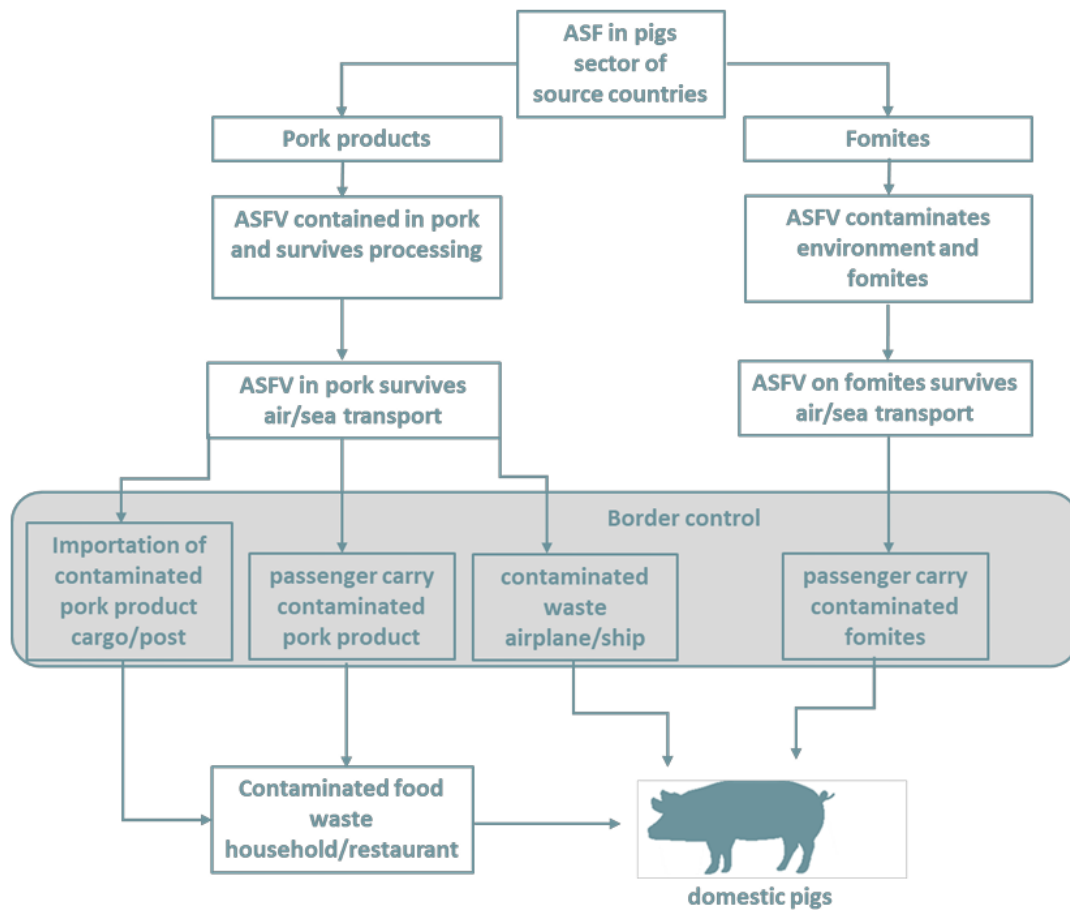 ASF in pigs
sector of
source countries
Pork products
Fomites
ASFV contained in pork
and survives processing
ASFV contaminates
environment and
fomites
ASFV in pork survives
air/sea transport
ASFV on fomites survives
air/sea transport
Border control
Importation of
contaminated
pork product
cargo/post
passenger carry
contaminated
pork product
contaminated
waste
airplane/ship
passenger carry
contaminated
fomites
Contaminated food
waste
household/restaurant
domestic pigs